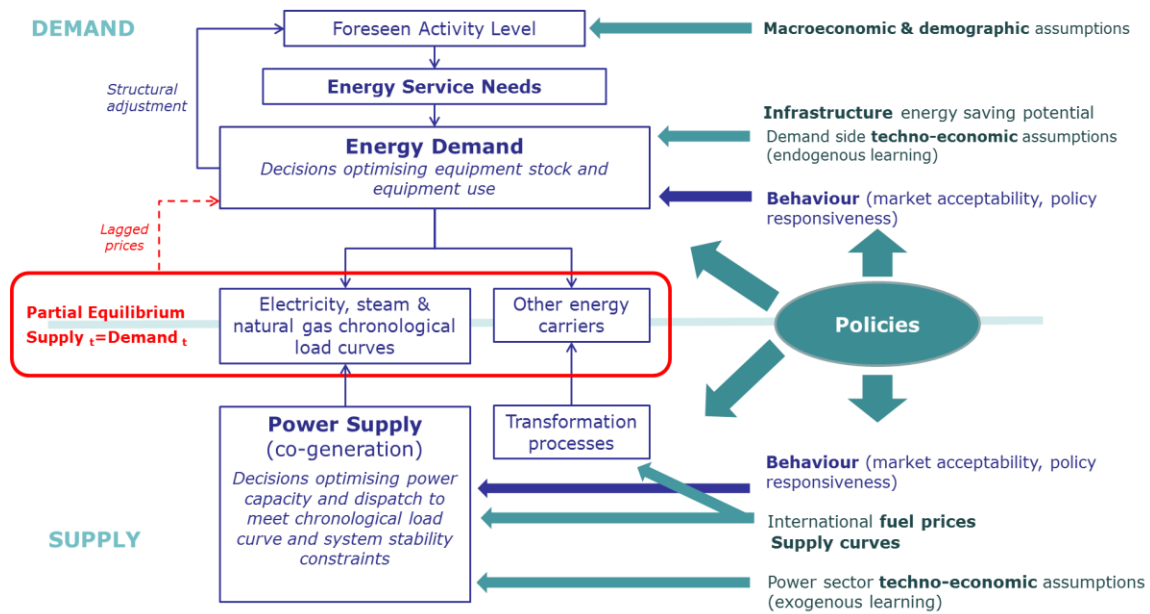 DEMAND
Foreseen Activity Level
Macroeconomic & demographic assumptions
Structural
adjustment
Energy Service Needs
Infrastructure energy saving potential
Demand side techno-economic assumptions
(endogenous learning)
Energy Demand
Decisions optimising equipment stock and
equipment use
Behaviour (market acceptability, policy
responsiveness)
Lagged
prices
Partial Equilibrium
Supply t=Demand t
Electricity, steam &
natural gas chronological
load curves
Other energy
carriers
Policies
Power Supply
(co-generation)
Decisions optimising power
capacity and dispatch to
meet chronological load
curve and system stability
constraints
Transformation
processes
Behaviour (market acceptability, policy
responsiveness)
International fuel prices
Supply curves
SUPPLY
Power sector techno-economic assumptions
(exogenous learning)